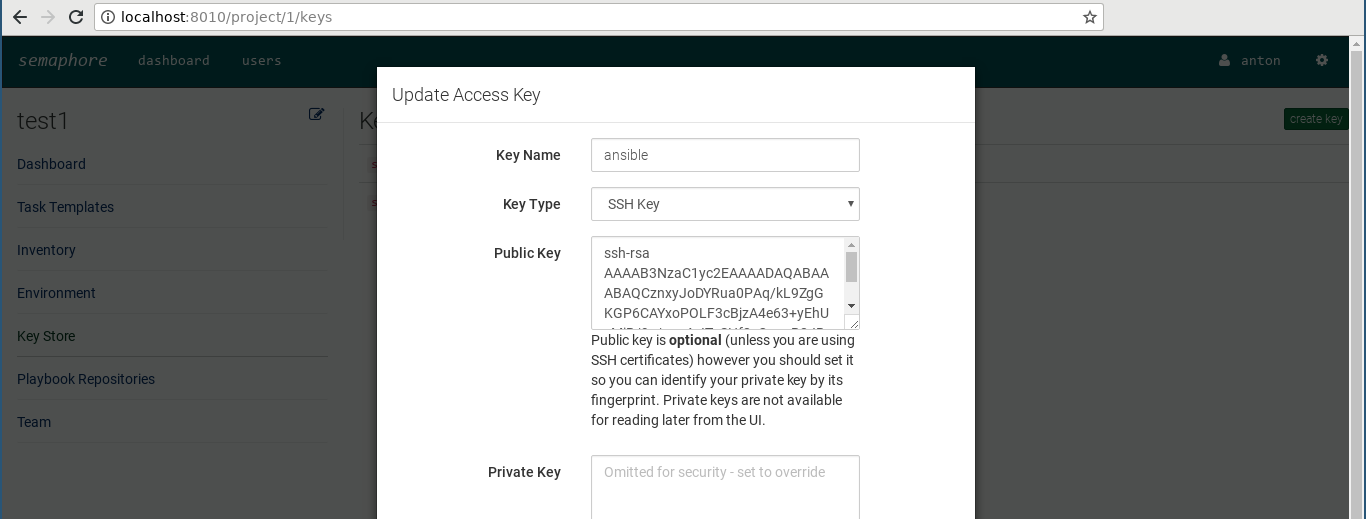 localhost:8010/project/1/keys
semaphore dashboard users anton
Update Access Key
test1
Ke
create key
Dashboard
Task Templates
Inventory
Environment
Key Store
Playbook Repositories
Team
Key Name ansible
Key Type SSH Key
Public Key ssh-rsa
AAAAB3NzaC1yc2EAAAADAQABAA
ABAQCznxyJoDYRua0PAq/kL9ZgG
KGP6CAYxoPOLF3cBjzA4e63+yEhU
Public key is optional (unless you are using
SSH certificates) however you should set it
so you can identify your private key by its
fingerprint. Private keys are not available
for reading later from the UI.
Private Key Omitted for security - set to override